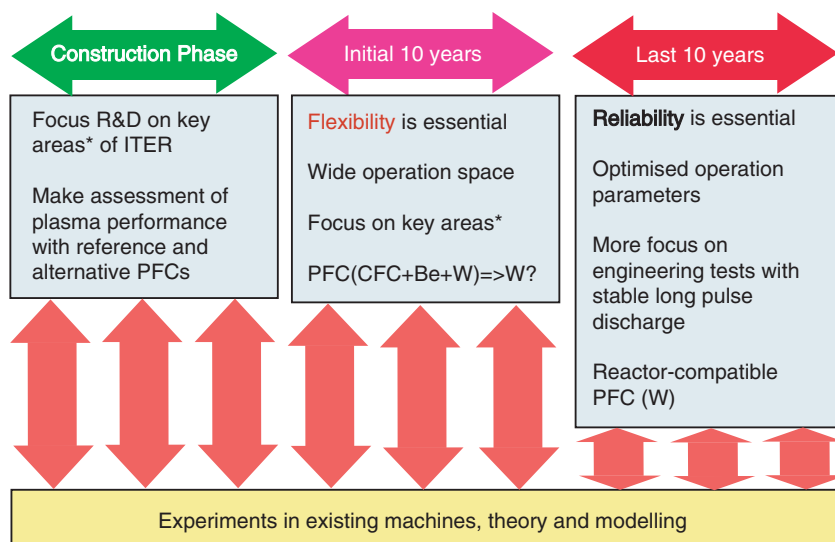 Construction Phase
Focus R&D on key
areas* of ITER
Make assessment of
plasma performance
with reference and
alternative PFCs
Initial 10 years
Flexibility is essential
Wide operation space
Focus on key areas*
PFC(CFC+Be+W)=>W?
Last 10 years
Reliability is essential
Optimised operation
parameters
More focus on
engineering tests with
stable long pulse
discharge
Reactor-compatible
PFC (W)
Experiments in existing machines, theory and modelling